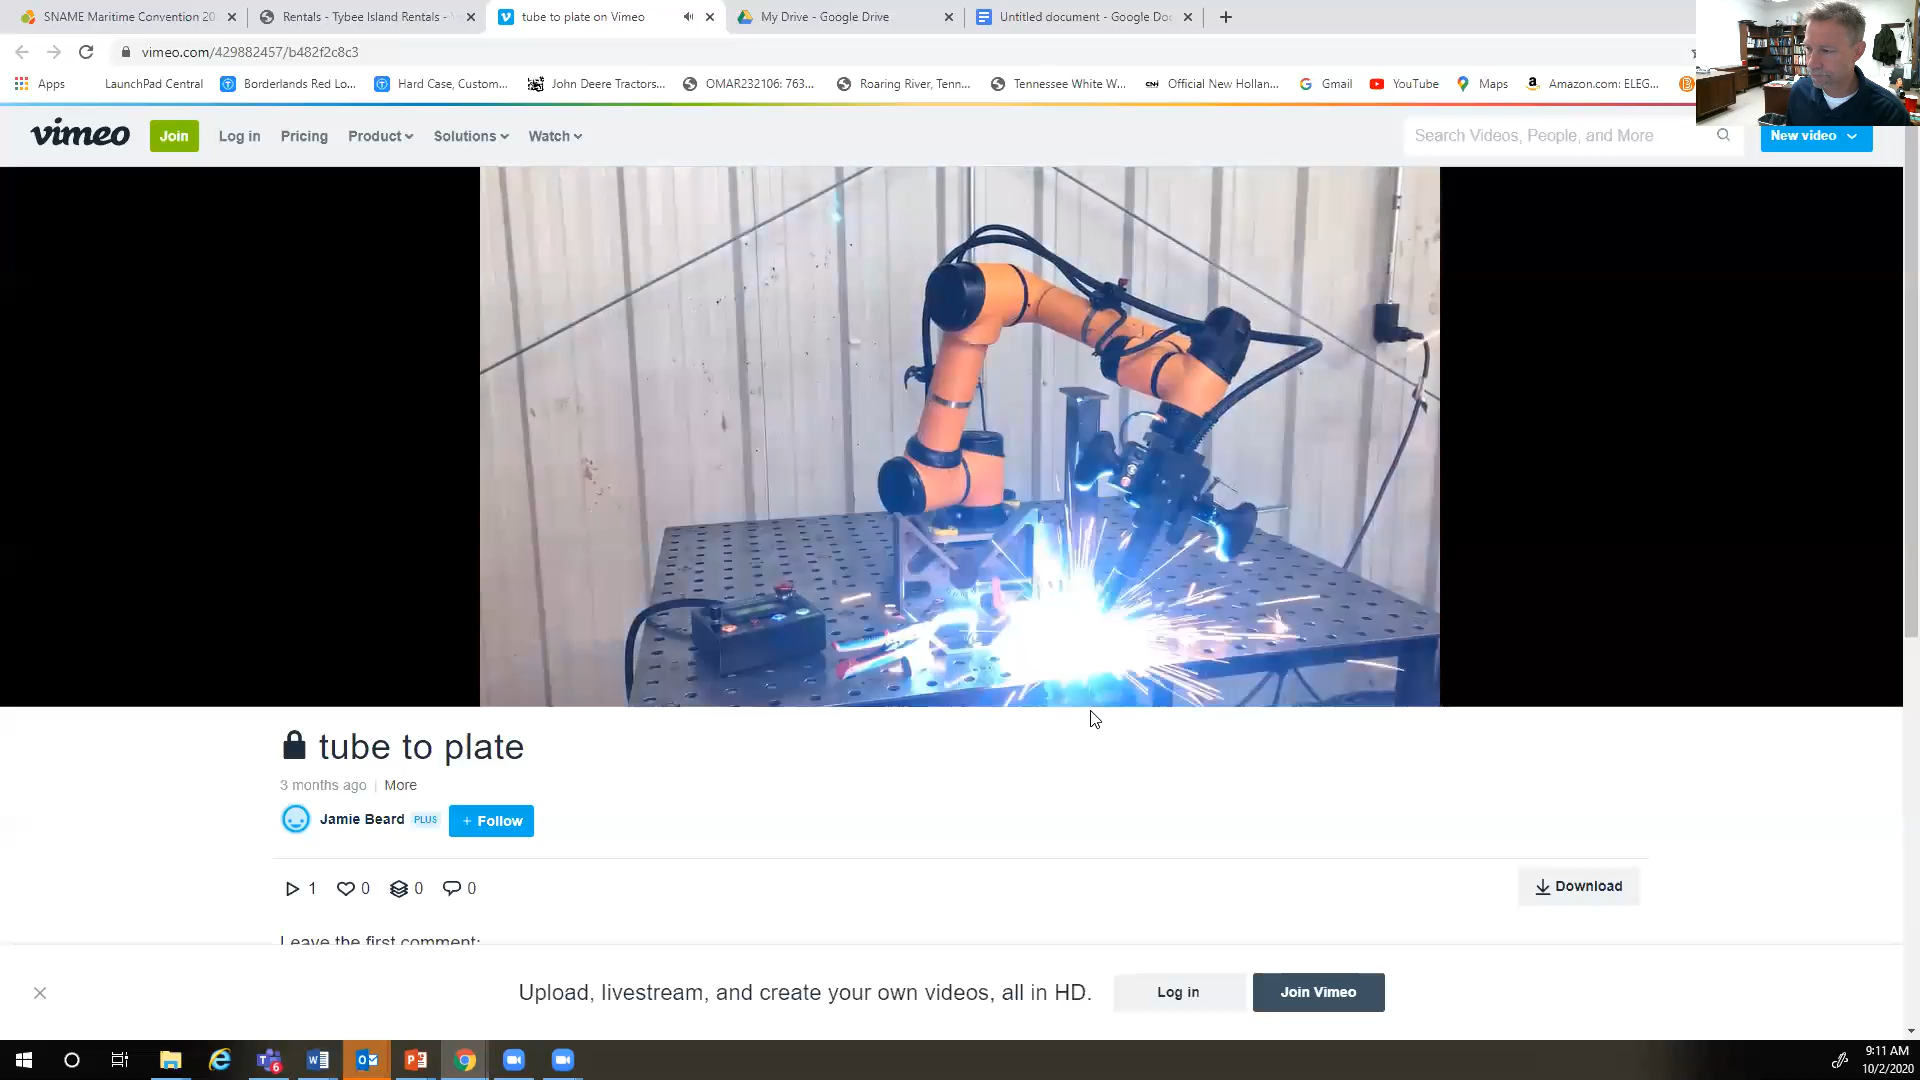 SNAME Maritime Convention 20
Rentals - Tybee Island Rentals - V
tube to plate on Vimeo
My Drive - Google Drive
Untitled document - Google Doc
vimeo.com/429882457/b482f2c8c3
Apps
LaunchPad Central
Borderlands Red Lo...
Hard Case, Custom...
John Deere Tractors...
OMAR232106: 763...
Roaring River, Tenn...
Tennessee White W...
Official New Hollan...
Gmail
YouTube
Maps
Amazon.com: ELEG...
vimeo
Join
Log in
Pricing
Product
Solutions
Watch
Search Videos, People, and More
New video
tube to plate
3 months ago | More
Jamie Beard PLUS
+ Follow
1 0 0 0
Download
Leave the first comment:
Upload, livestream, and create your own videos, all in HD.
Log in
Join Vimeo
6
9:11 AM
10/2/2020